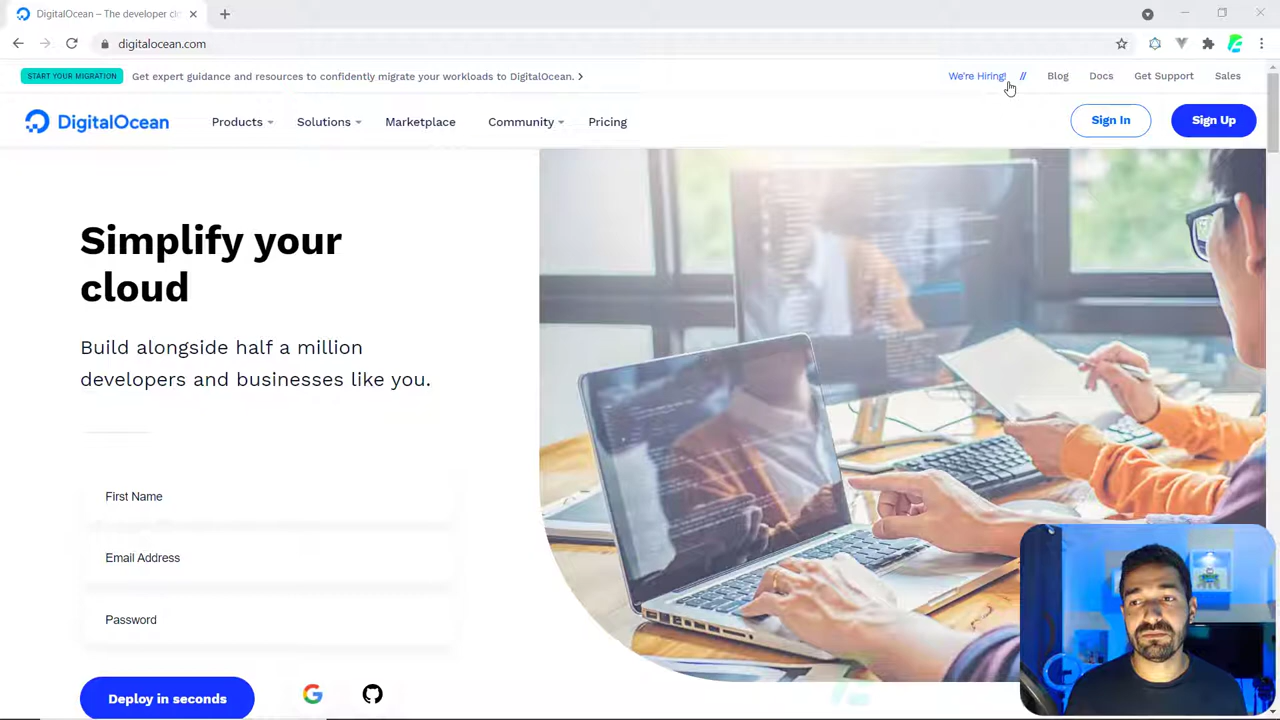 DigitalOcean – The developer cl
digitalocean.com
START YOUR MIGRATION Get expert guidance and resources to confidently migrate your workloads to DigitalOcean.
We're Hiring! // Blog Docs Get Support Sales
DigitalOcean Products Solutions Marketplace Community Pricing Sign In Sign Up
Simplify your
cloud
Build alongside half a million
developers and businesses like you.
First Name
Email Address
Password
Deploy in seconds